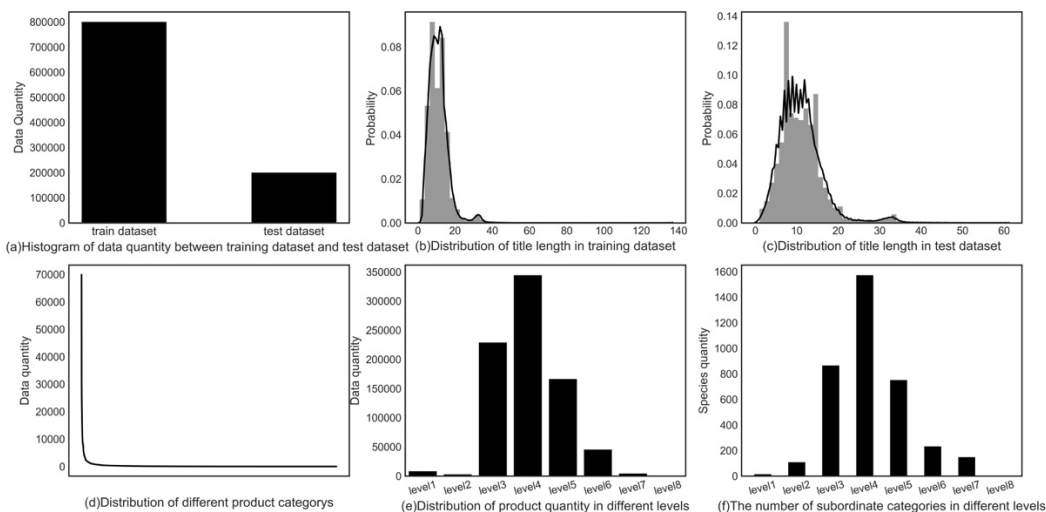 800000
700000
600000
500000
400000
300000
200000
100000
0
Data Quantity
train dataset
test dataset
(a)Histogram of data quantity between training dataset and test dataset
0.08
0.06
0.04
0.02
0.00
Probability
0 20 40 60 80 100 120 140
(b)Distribution of title length in training dataset
0.14
0.12
0.10
0.08
0.06
0.04
0.02
0.00
Probability
0 10 20 30 40 50 60
(c)Distribution of title length in test dataset
70000
60000
50000
40000
30000
20000
10000
0
Data quantity
(d)Distribution of different product categorys
350000
300000
250000
200000
150000
100000
50000
0
Data quantity
level1 level2 level3 level4 level5 level6 level7 level8
(e)Distribution of product quantity in different levels
1600
1400
1200
1000
800
600
400
200
0
Species quantity
level1 level2 level3 level4 level5 level6 level7 level8
(f)The number of subordinate categories in different levels